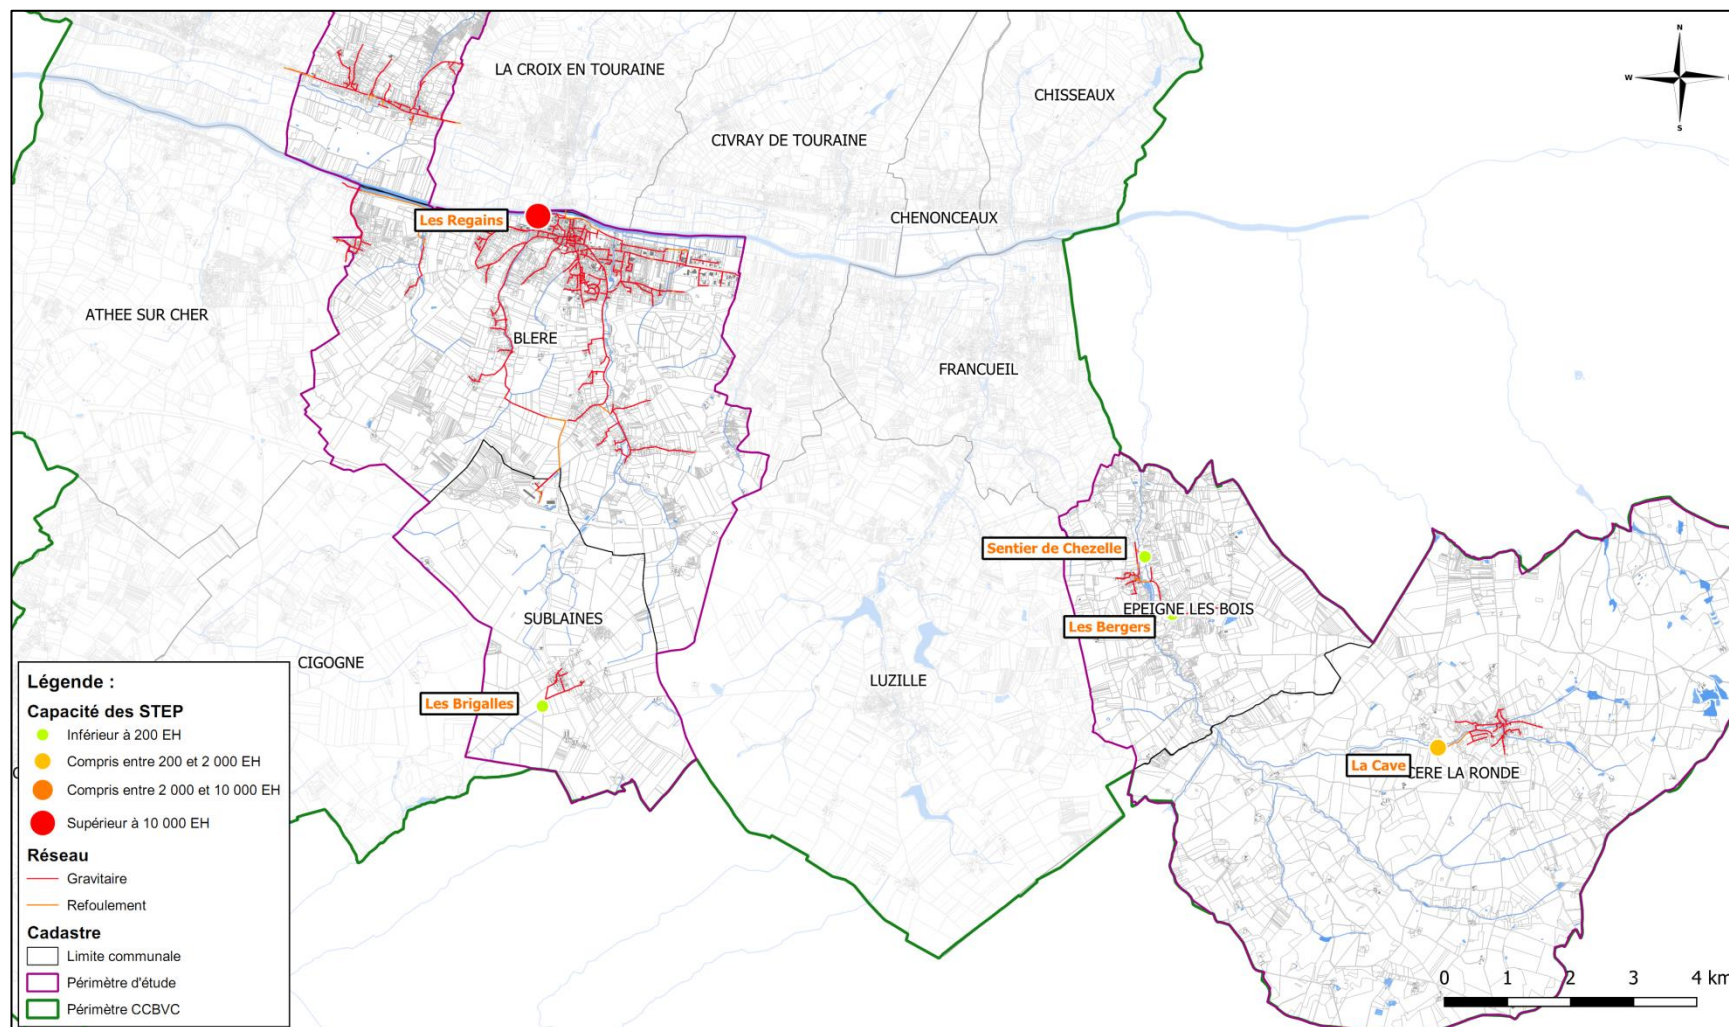 LA CROIX EN TOURAINE
CHISSEAUX
CIVRAY DE TOURAINE
CHENONCEAUX
N
W
S
Les Regains
ATHEE SUR CHER
BLERE
FRANCUEIL
Sentier de Chezelle
EPEIGNE LES BOIS
Les Bergers
SUBLAINES
CIGOGNE
LUZILLE
Les Brigalles
La Cave
CERE LA RONDE
Légende :
Capacité des STEP
Inférieur à 200 EH
Compris entre 200 et 2 000 EH
Compris entre 2 000 et 10 000 EH
Supérieur à 10 000 EH
Réseau
Gravitaire
Refoulement
Cadastre
Limite communale
Périmètre d'étude
Périmètre CCBVC
0 1 2 3 4 km